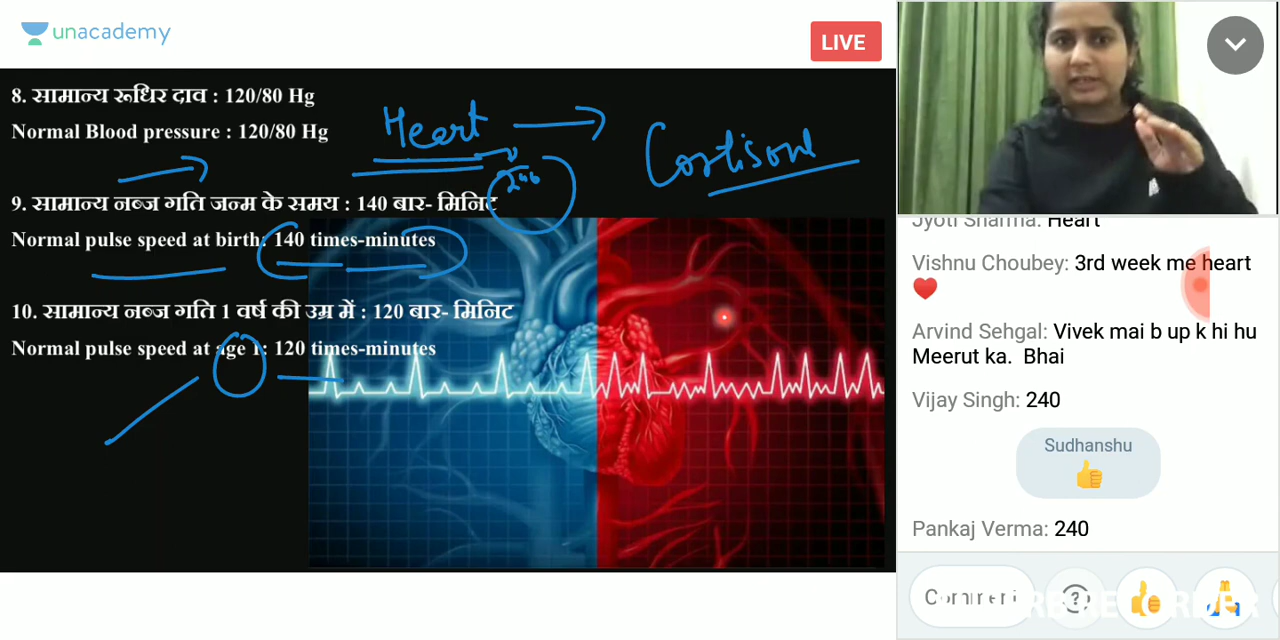 unacademy
LIVE
8. सामान्य रूधिर दाव : 120/80 Hg
Normal Blood pressure : 120/80 Hg
Heart
Cortisone
246
9. सामान्य नब्ज गति जन्म के समय : 140 बार- मिनिट
Normal pulse speed at birth: 140 times-minutes
10. सामान्य नब्ज गति 1 वर्ष की उम्र में : 120 बार- मिनिट
Normal pulse speed at age 1: 120 times-minutes
Jyoti Sharma: Heart
Vishnu Choubey: 3rd week me heart
❤️
Arvind Sehgal: Vivek mai b up k hi hu
Meerut ka. Bhai
Vijay Singh: 240
Sudhanshu
👍
Pankaj Verma: 240
Comment